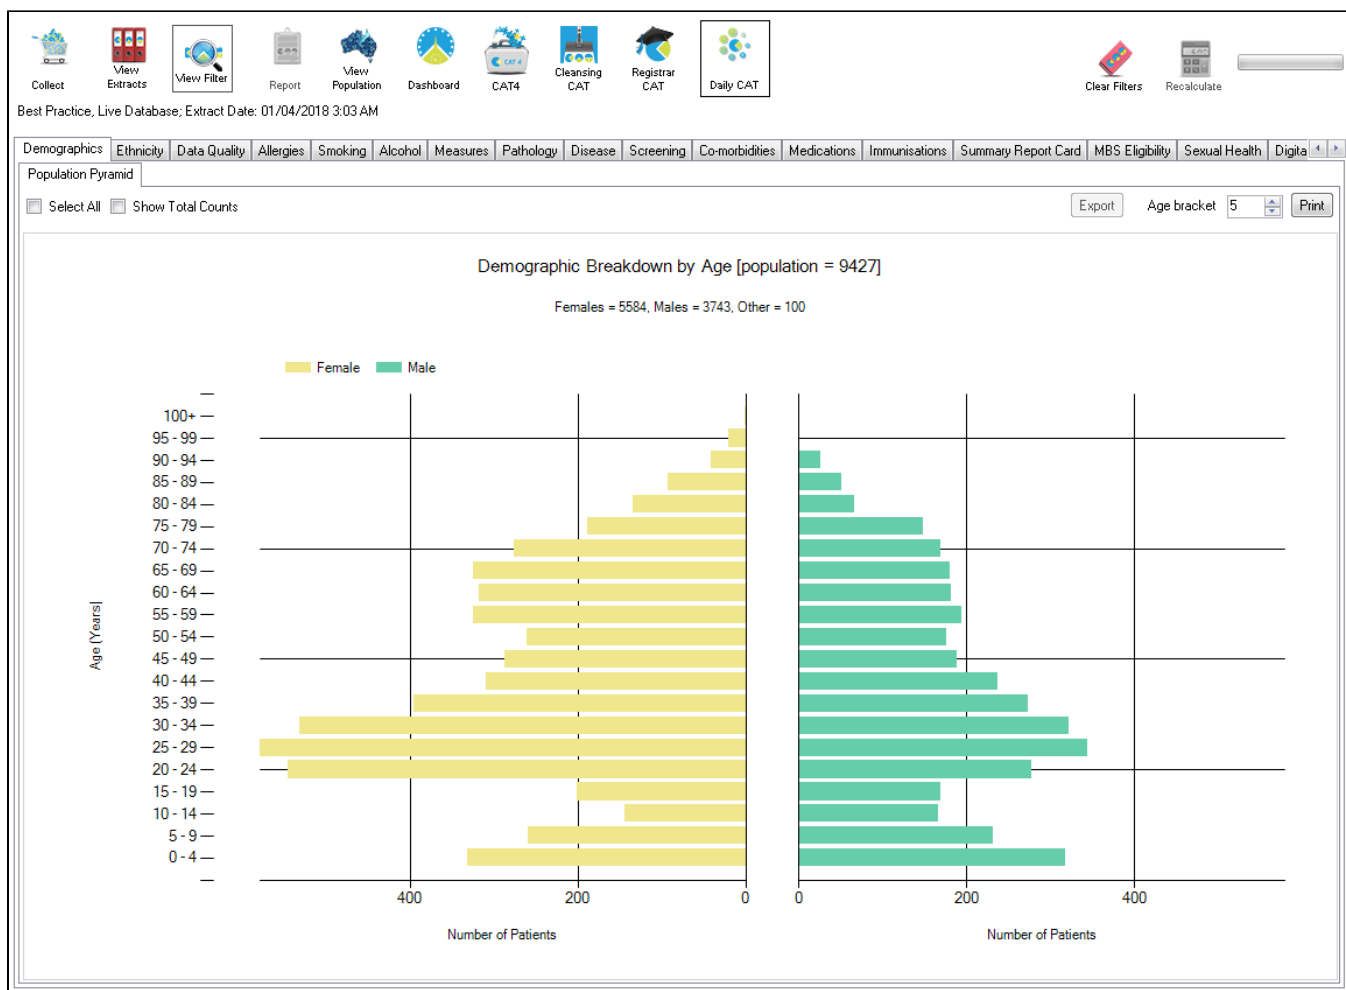 Collect
View Extracts
View Filter
Report
View Population
Dashboard
CAT 4
CAT4
Cleansing CAT
Registrar CAT
Daily CAT
Clear Filters
Recalculate
Best Practice, Live Database; Extract Date: 01/04/2018 3:03 AM
Demographics Ethnicity Data Quality Allergies Smoking Alcohol Measures Pathology Disease Screening Co-morbidities Medications Immunisations Summary Report Card MBS Eligibility Sexual Health Digita
Population Pyramid
Select All Show Total Counts Export Age bracket 5 Print
Demographic Breakdown by Age [population = 9427]
Females = 5584, Males = 3743, Other = 100
Female Male
100+
95 - 99
90 - 94
85 - 89
80 - 84
75 - 79
70 - 74
65 - 69
60 - 64
55 - 59
50 - 54
45 - 49
40 - 44
35 - 39
30 - 34
25 - 29
20 - 24
15 - 19
10 - 14
5 - 9
0 - 4
Age (Years)
400 200 0 0 200 400
Number of Patients Number of Patients